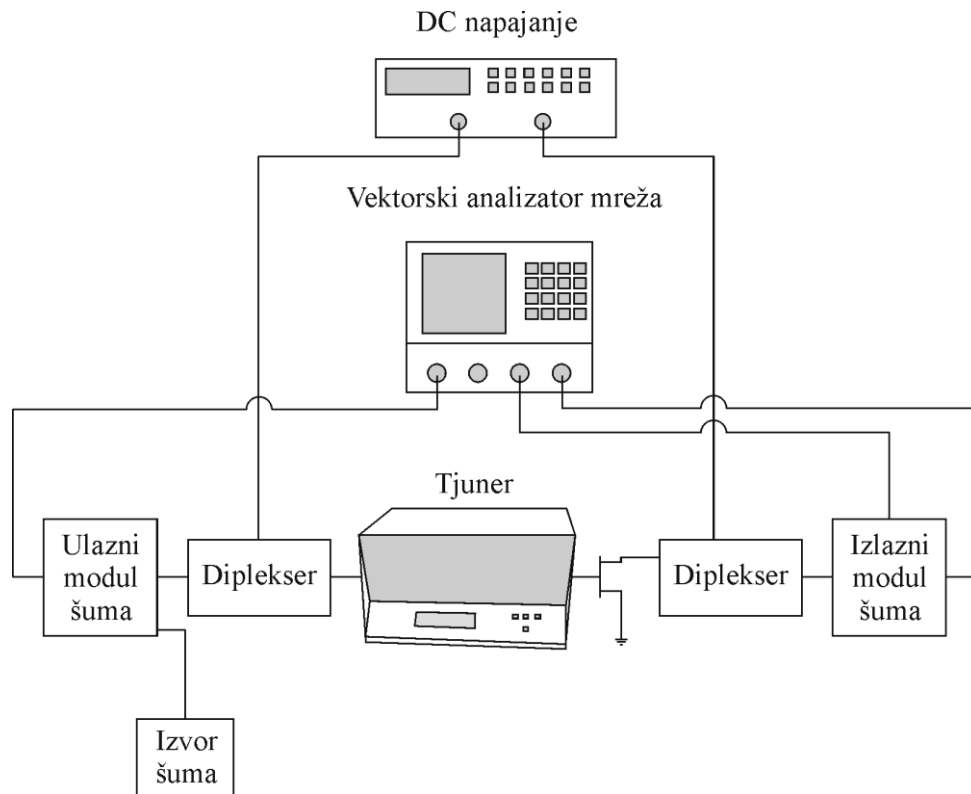 DC napajanje
Vektorski analizator mreža
Tjuner
Ulazni
modul
šuma
Diplekser
Diplekser
Izlazni
modul
šuma
Izvor
šuma